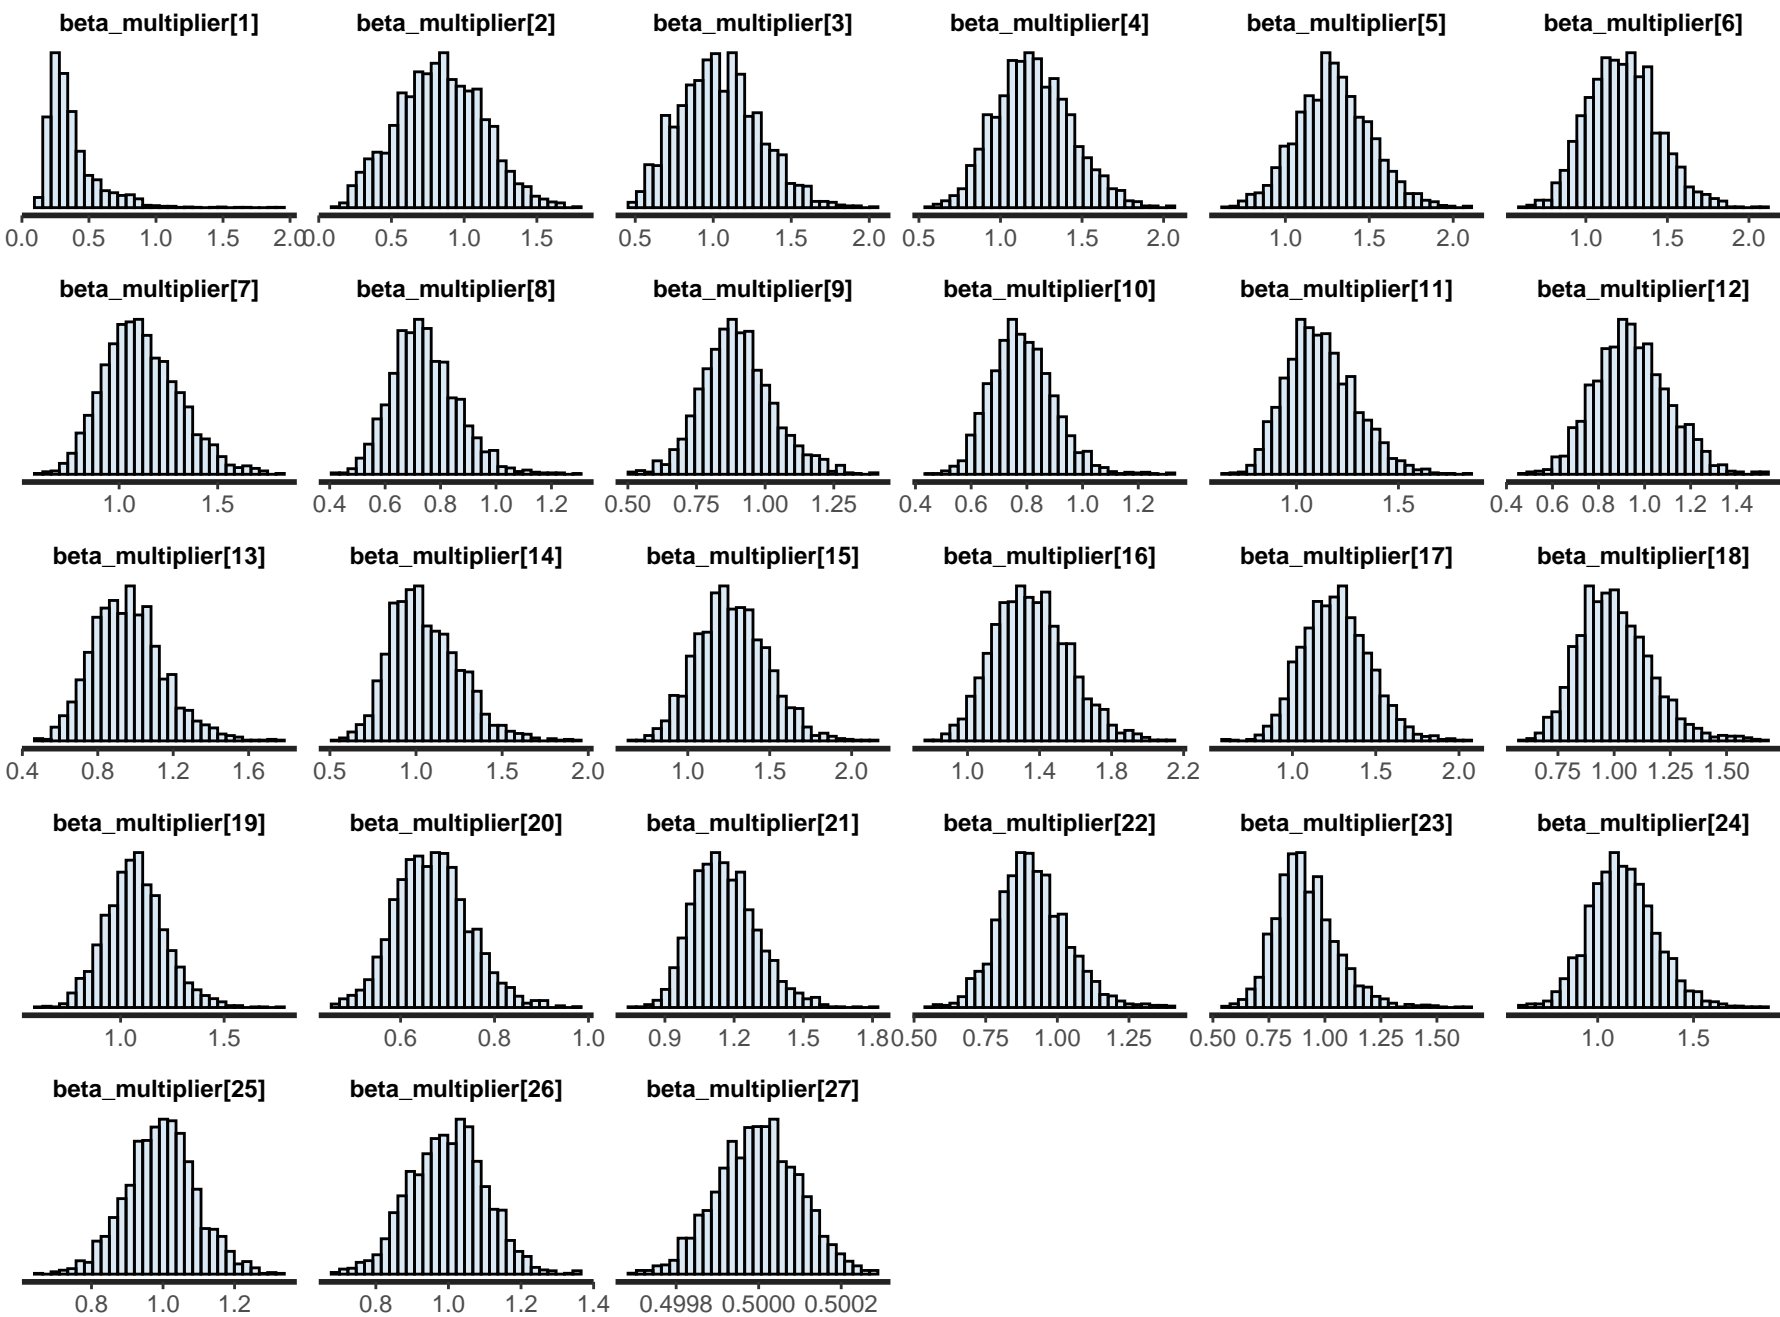 beta_multiplier[1] beta_multiplier[2] beta_multiplier[3] beta_multiplier[4] beta_multiplier[5] beta_multiplier[6]
0.0 0.5 1.0 1.5 2.0 0.0 0.5 1.0 1.5 0.5 1.0 1.5 2.0 0.5 1.0 1.5 2.0 1.0 1.5 2.0 1.0 1.5 2.0
beta_multiplier[7] beta_multiplier[8] beta_multiplier[9] beta_multiplier[10] beta_multiplier[11] beta_multiplier[12]
1.0 1.5 0.4 0.6 0.8 1.0 1.2 0.50 0.75 1.00 1.25 0.4 0.6 0.8 1.0 1.2 1.0 1.5 0.4 0.6 0.8 1.0 1.2 1.4
beta_multiplier[13] beta_multiplier[14] beta_multiplier[15] beta_multiplier[16] beta_multiplier[17] beta_multiplier[18]
0.4 0.8 1.2 1.6 0.5 1.0 1.5 2.0 1.0 1.5 2.0 1.0 1.4 1.8 2.2 1.0 1.5 2.0 0.75 1.00 1.25 1.50
beta_multiplier[19] beta_multiplier[20] beta_multiplier[21] beta_multiplier[22] beta_multiplier[23] beta_multiplier[24]
1.0 1.5 0.6 0.8 1.0 0.9 1.2 1.5 1.8 0.50 0.75 1.00 1.25 0.50 0.75 1.00 1.25 1.50 1.0 1.5
beta_multiplier[25] beta_multiplier[26] beta_multiplier[27]
0.8 1.0 1.2 0.8 1.0 1.2 1.4 0.4998 0.5000 0.5002